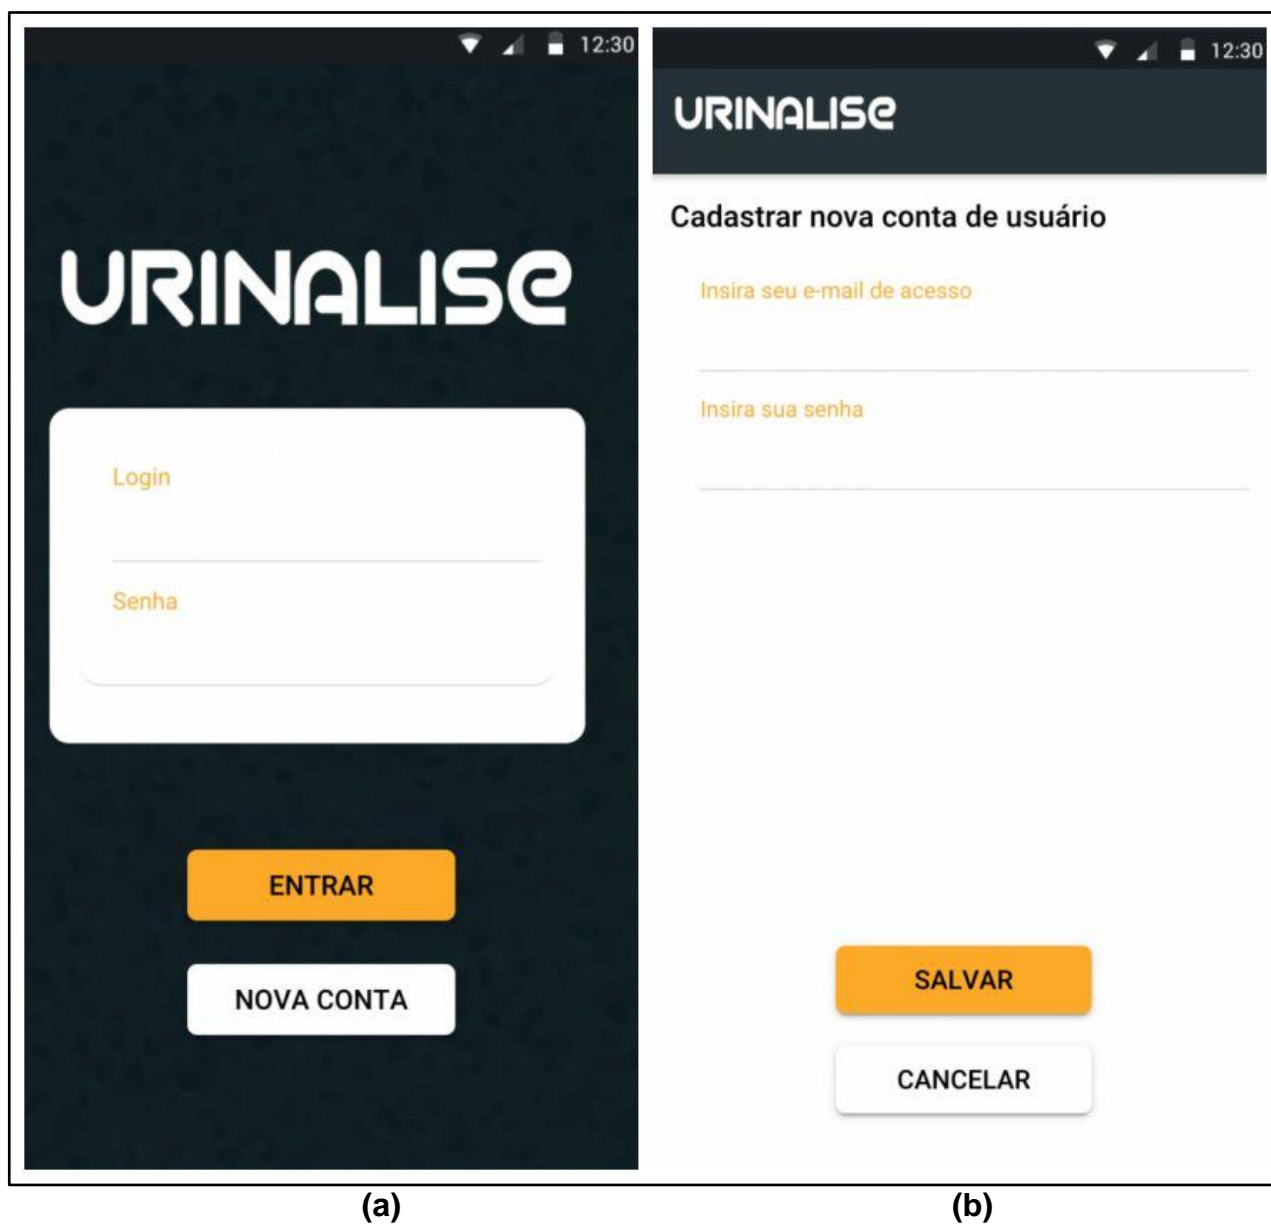 12:30
URINALISE
Login
Senha
ENTRAR
NOVA CONTA
(a)
12:30
URINALISE
Cadastrar nova conta de usuário
Insira seu e-mail de acesso
Insira sua senha
SALVAR
CANCELAR
(b)